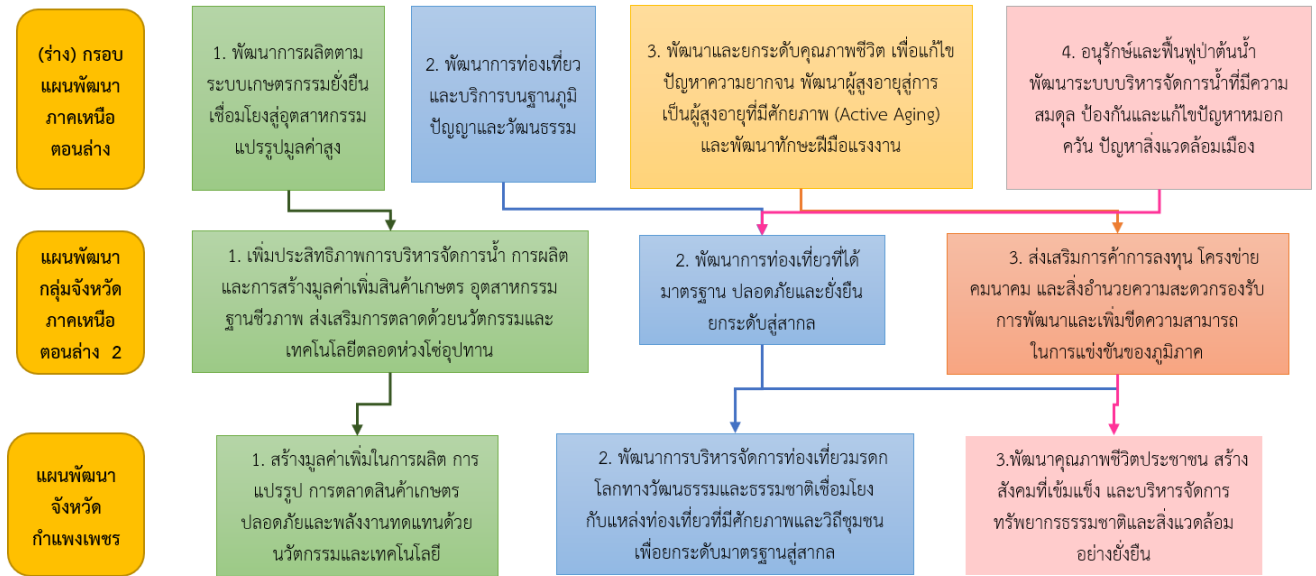 (ร่าง) กรอบ
แผนพัฒนา
ภาคเหนือ
ตอนล่าง
1. พัฒนาการผลิตตาม
ระบบเกษตรกรรมยั่งยืน
เชื่อมโยงสู่อุตสาหกรรม
แปรรูปมูลค่าสูง
2. พัฒนาการท่องเที่ยว
และบริการบนฐานภูมิ
ปัญญาและวัฒนธรรม
3. พัฒนาและยกระดับคุณภาพชีวิต เพื่อแก้ไข
ปัญหาความยากจน พัฒนาผู้สูงอายุสู่การ
เป็นผู้สูงอายุที่มีศักยภาพ (Active Aging)
และพัฒนาทักษะฝีมือแรงงาน
4. อนุรักษ์และฟื้นฟูป่าต้นน้ำ
พัฒนาระบบบริหารจัดการน้ำที่มีความ
สมดุล ป้องกันและแก้ไขปัญหาหมอก
ควัน ปัญหาสิ่งแวดล้อมเมือง
แผนพัฒนา
กลุ่มจังหวัด
ภาคเหนือ
ตอนล่าง 2
1. เพิ่มประสิทธิภาพการบริหารจัดการน้ำ การผลิต
และการสร้างมูลค่าเพิ่มสินค้าเกษตร อุตสาหกรรม
ฐานชีวภาพ ส่งเสริมการตลาดด้วยนวัตกรรมและ
เทคโนโลยีตลอดห่วงโซ่อุปทาน
2. พัฒนาการท่องเที่ยวที่ได้
มาตรฐาน ปลอดภัยและยั่งยืน
ยกระดับสู่สากล
3. ส่งเสริมการค้าการลงทุน โครงข่าย
คมนาคม และสิ่งอำนวยความสะดวกรองรับ
การพัฒนาและเพิ่มขีดความสามารถ
ในการแข่งขันของภูมิภาค
แผนพัฒนา
จังหวัด
กำแพงเพชร
1. สร้างมูลค่าเพิ่มในการผลิต การ
แปรรูป การตลาดสินค้าเกษตร
ปลอดภัยและพลังงานทดแทนด้วย
นวัตกรรมและเทคโนโลยี
2. พัฒนาการบริหารจัดการท่องเที่ยวมรดก
โลกทางวัฒนธรรมและธรรมชาติเชื่อมโยง
กับแหล่งท่องเที่ยวที่มีศักยภาพและวิถีชุมชน
เพื่อยกระดับมาตรฐานสู่สากล
3.พัฒนาคุณภาพชีวิตประชาชน สร้าง
สังคมที่เข้มแข็ง และบริหารจัดการ
ทรัพยากรธรรมชาติและสิ่งแวดล้อม
อย่างยั่งยืน